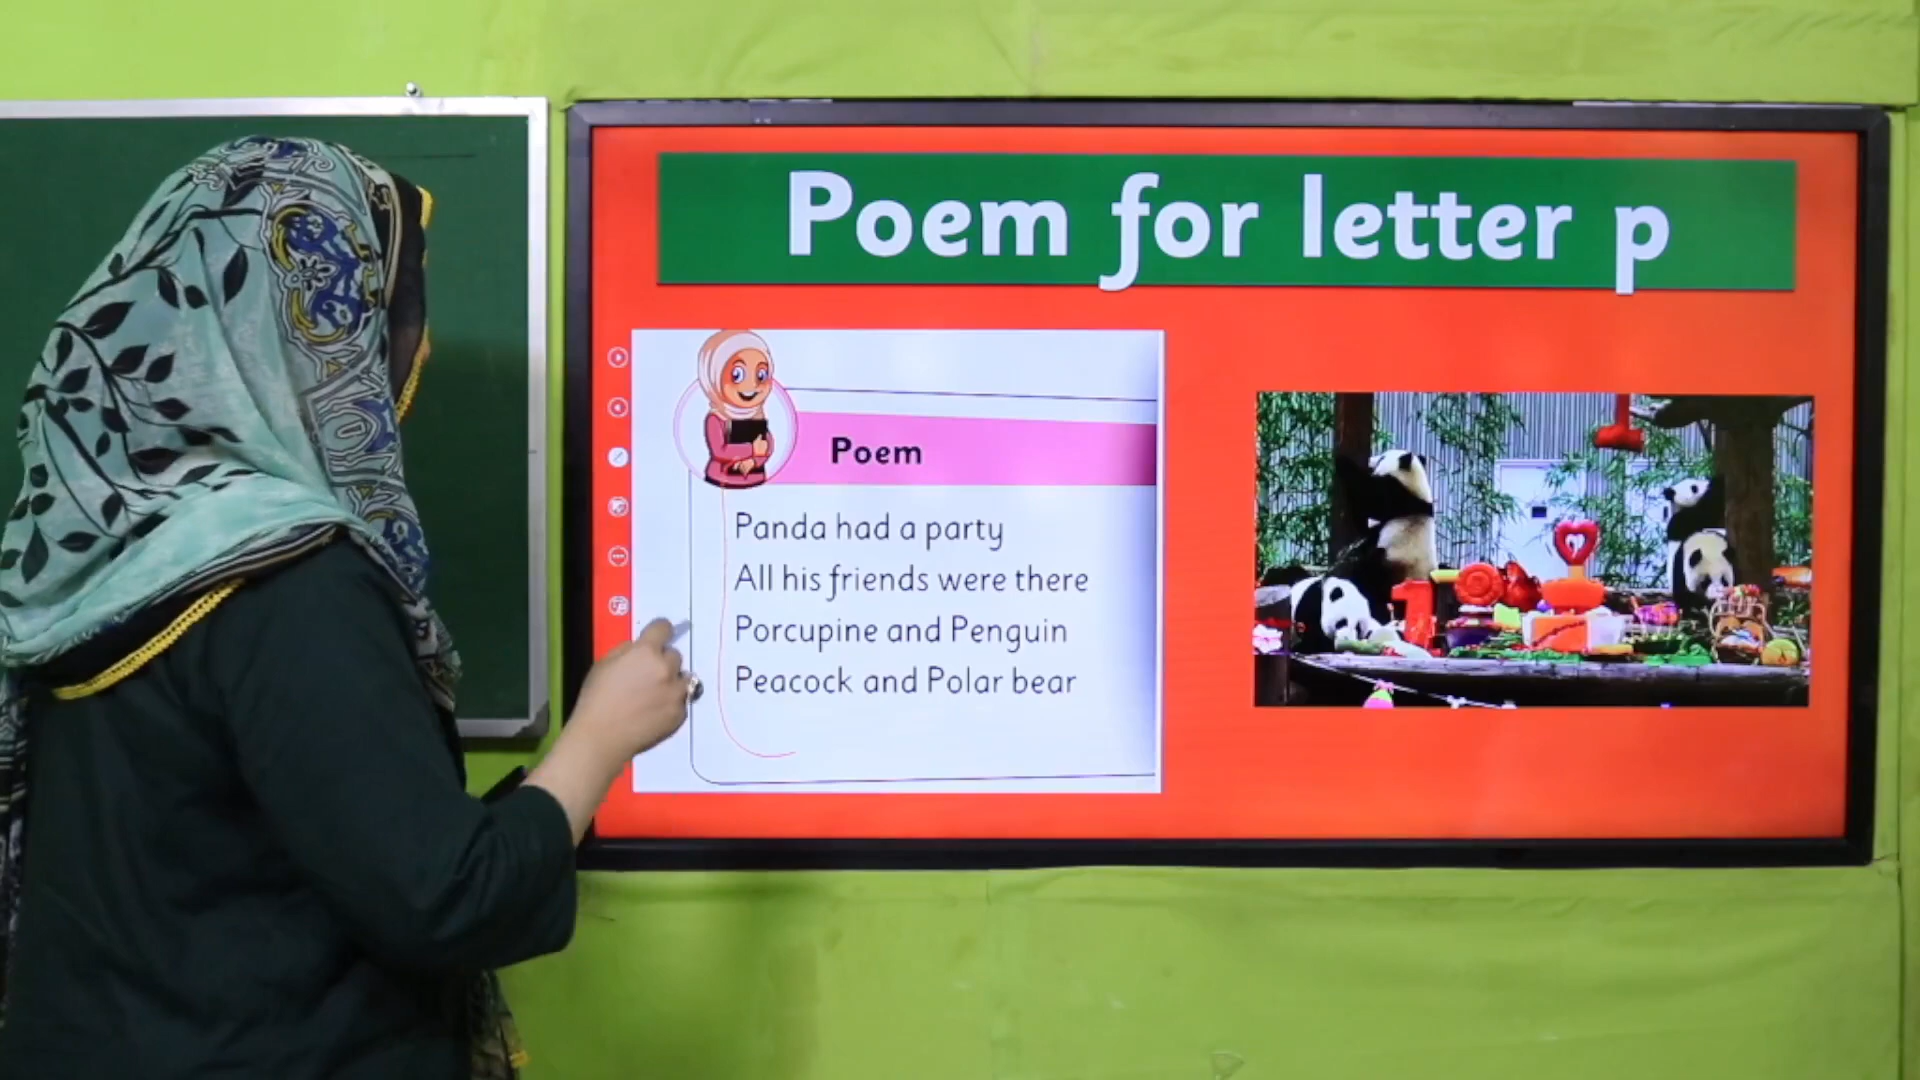 Poem for letter p
Poem
Panda had a party
All his friends were there
Porcupine and Penguin
Peacock and Polar bear